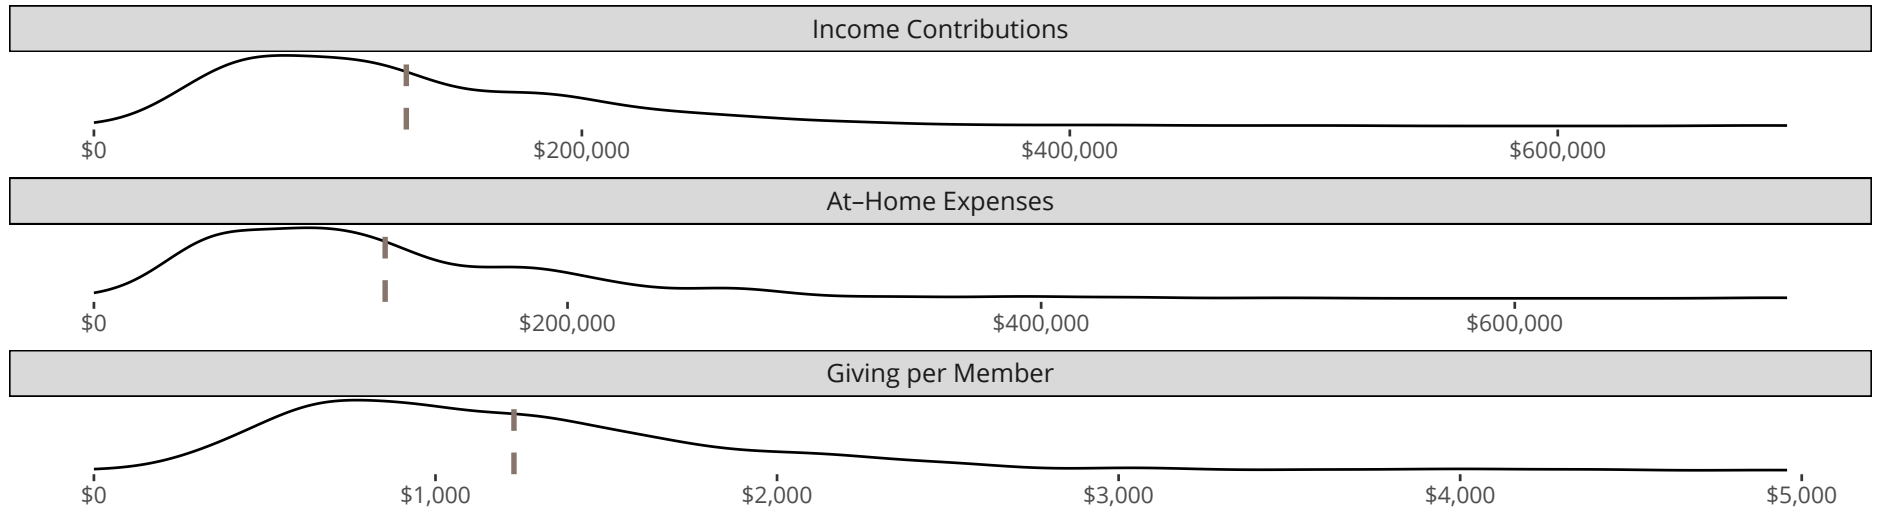 Income Contributions
$0 $200,000 $400,000 $600,000
At–Home Expenses
$0 $200,000 $400,000 $600,000
Giving per Member
$0 $1,000 $2,000 $3,000 $4,000 $5,000